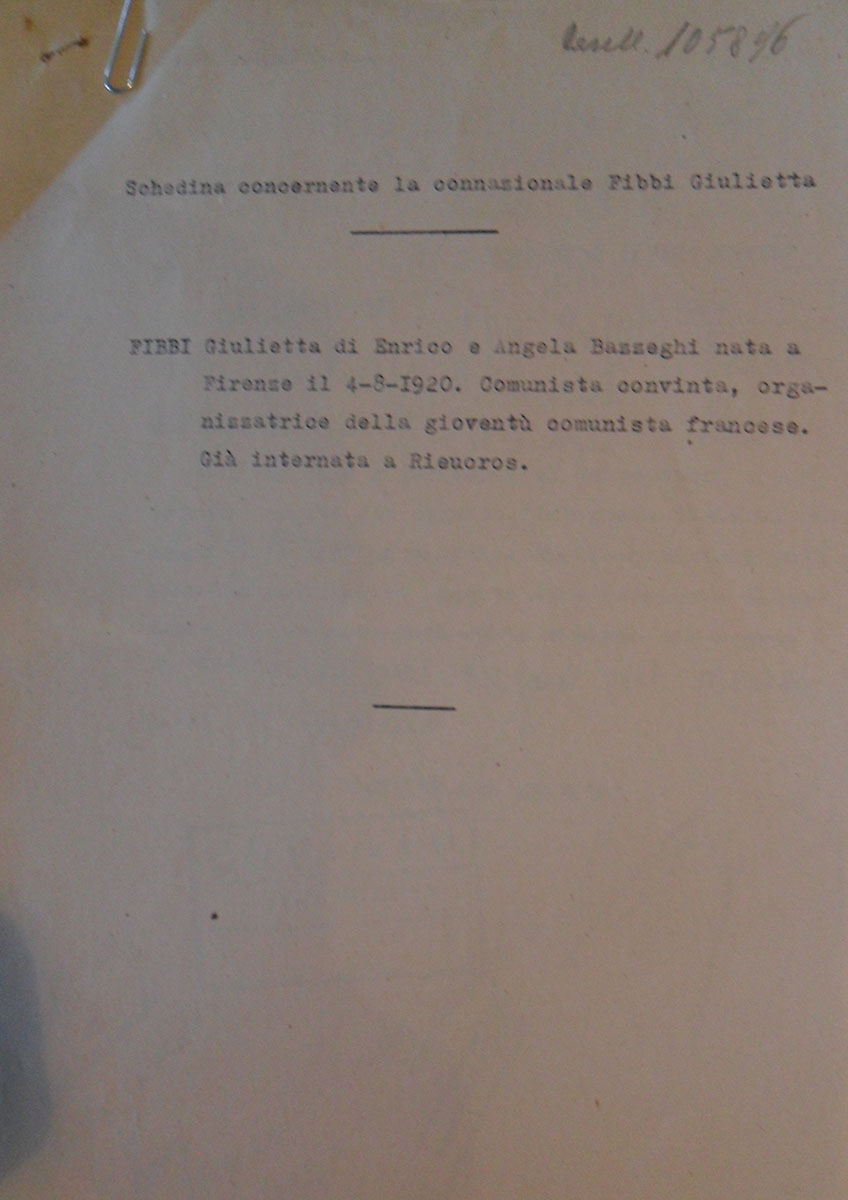 105896
Schedina concernente la connazionale Fibbi Giulietta
FIBBI Giulietta di Enrico e Angela Bazzeghi nata a
Firenze il 4-8-1920. Comunista convinta, orga-
nizzatrice della gioventù comunista francese.
Già internata a Rieucros.